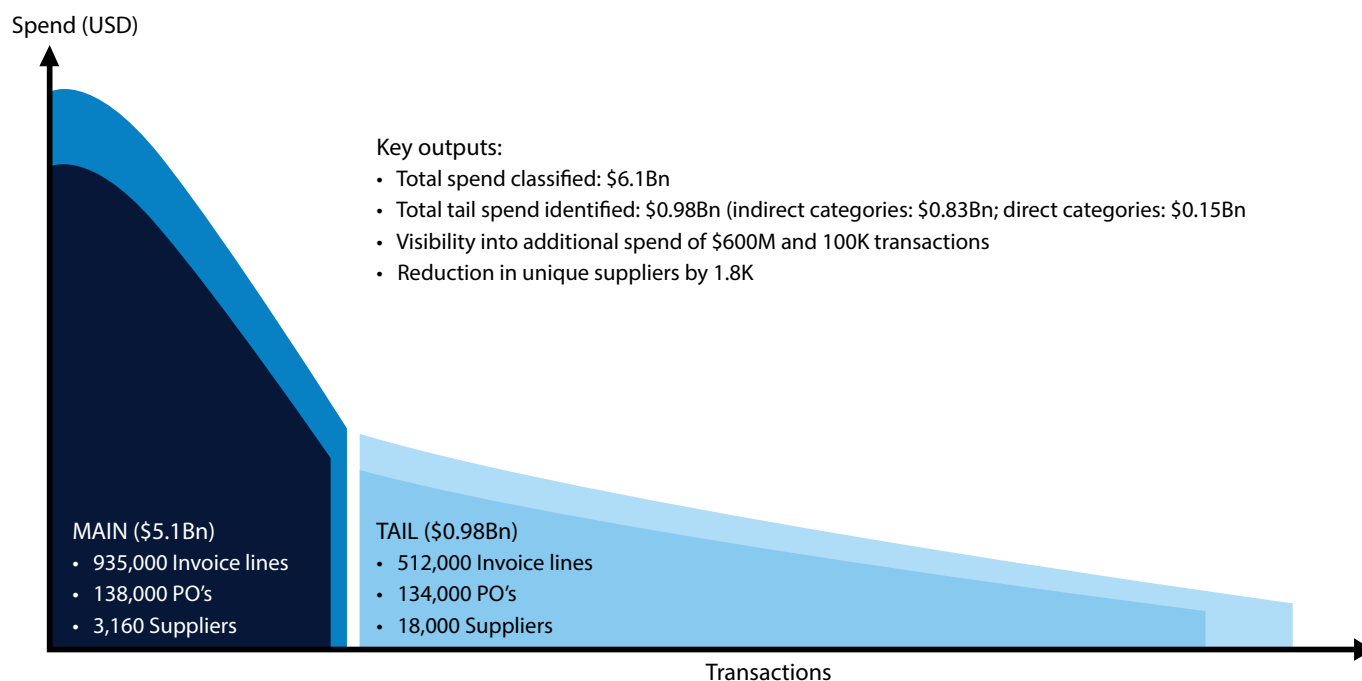 Spend (USD)
Key outputs:
• Total spend classified: $6.1Bn
• Total tail spend identified: $0.98Bn (indirect categories: $0.83Bn; direct categories: $0.15Bn
• Visibility into additional spend of $600M and 100K transactions
• Reduction in unique suppliers by 1.8K
MAIN ($5.1Bn)
• 935,000 Invoice lines
• 138,000 PO's
• 3,160 Suppliers
TAIL ($0.98Bn)
• 512,000 Invoice lines
• 134,000 PO's
• 18,000 Suppliers
Transactions